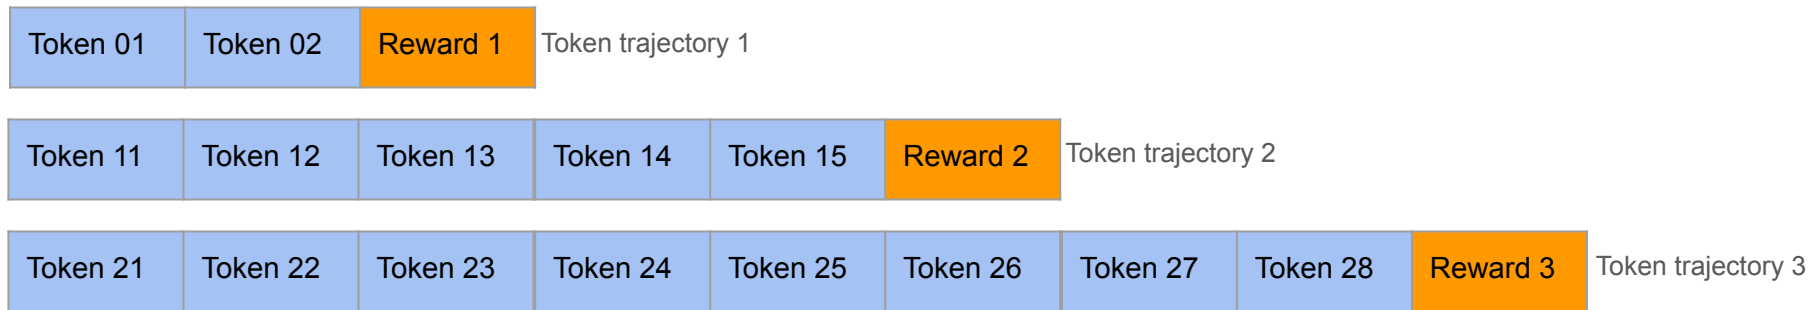 Token 01 Token 02 Reward 1 Token trajectory 1
Token 11 Token 12 Token 13 Token 14 Token 15 Reward 2 Token trajectory 2
Token 21 Token 22 Token 23 Token 24 Token 25 Token 26 Token 27 Token 28 Reward 3 Token trajectory 3